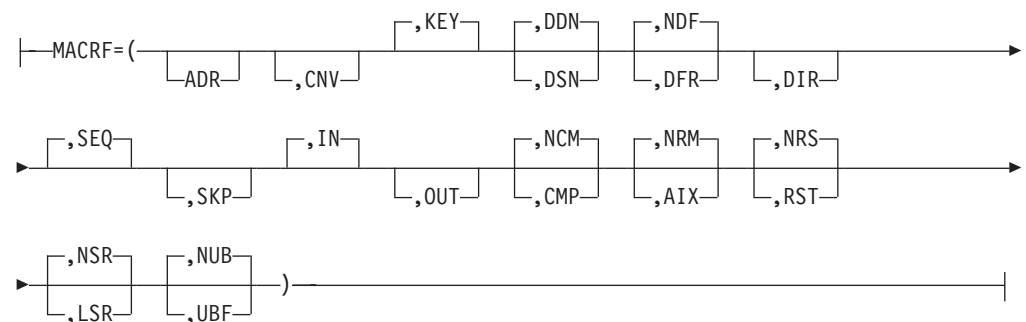 ,KEY ,DDN ,NDF
MACRF=(
ADR ,CNV ,DSN ,DFR ,DIR
,SEQ ,IN ,NCM ,NRM ,NRS
,SKP ,OUT ,CMP ,AIX ,RST
,NSR ,NUB
)
,LSR ,UBF